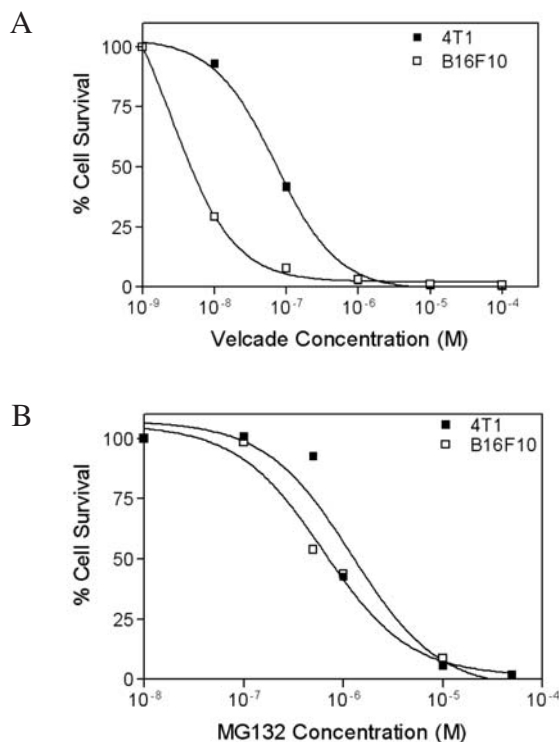 A
4T1
B16F10
% Cell Survival
100
75
50
25
0
10⁻⁹ 10⁻⁸ 10⁻⁷ 10⁻⁶ 10⁻⁵ 10⁻⁴
Velcade Concentration (M)
B
4T1
B16F10
% Cell Survival
100
75
50
25
0
10⁻⁸ 10⁻⁷ 10⁻⁶ 10⁻⁵ 10⁻⁴
MG132 Concentration (M)